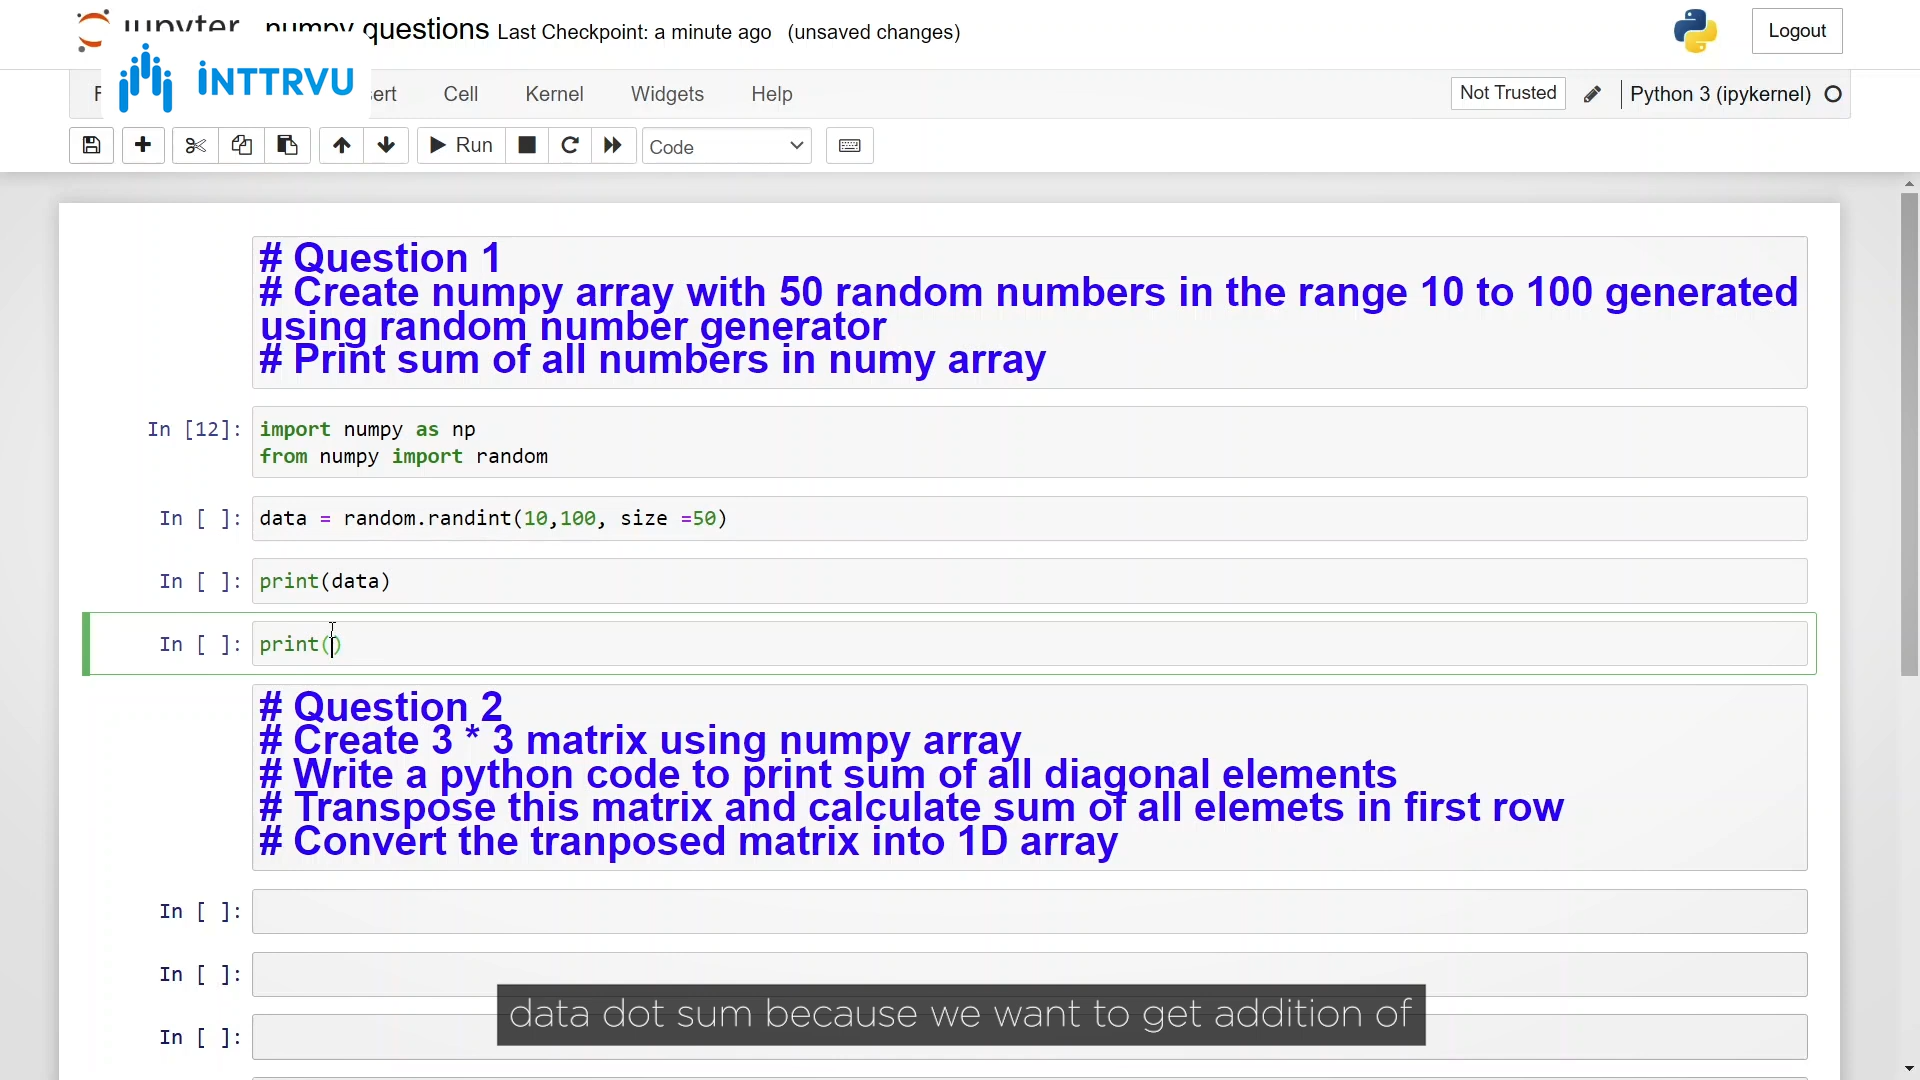 jupyter numpy questions Last Checkpoint: a minute ago (unsaved changes)
Logout
iNTTRVU
F
ert Cell Kernel Widgets Help
Not Trusted
Python 3 (ipykernel)
Run
Code
# Question 1
# Create numpy array with 50 random numbers in the range 10 to 100 generated
using random number generator
# Print sum of all numbers in numy array
In [12]: import numpy as np
from numpy import random
In [ ]: data = random.randint(10,100, size =50)
In [ ]: print(data)
In [ ]: print()
# Question 2
# Create 3 * 3 matrix using numpy array
# Write a python code to print sum of all diagonal elements
# Transpose this matrix and calculate sum of all elemets in first row
# Convert the tranposed matrix into 1D array
In [ ]:
In [ ]:
data dot sum because we want to get addition of
In [ ]: